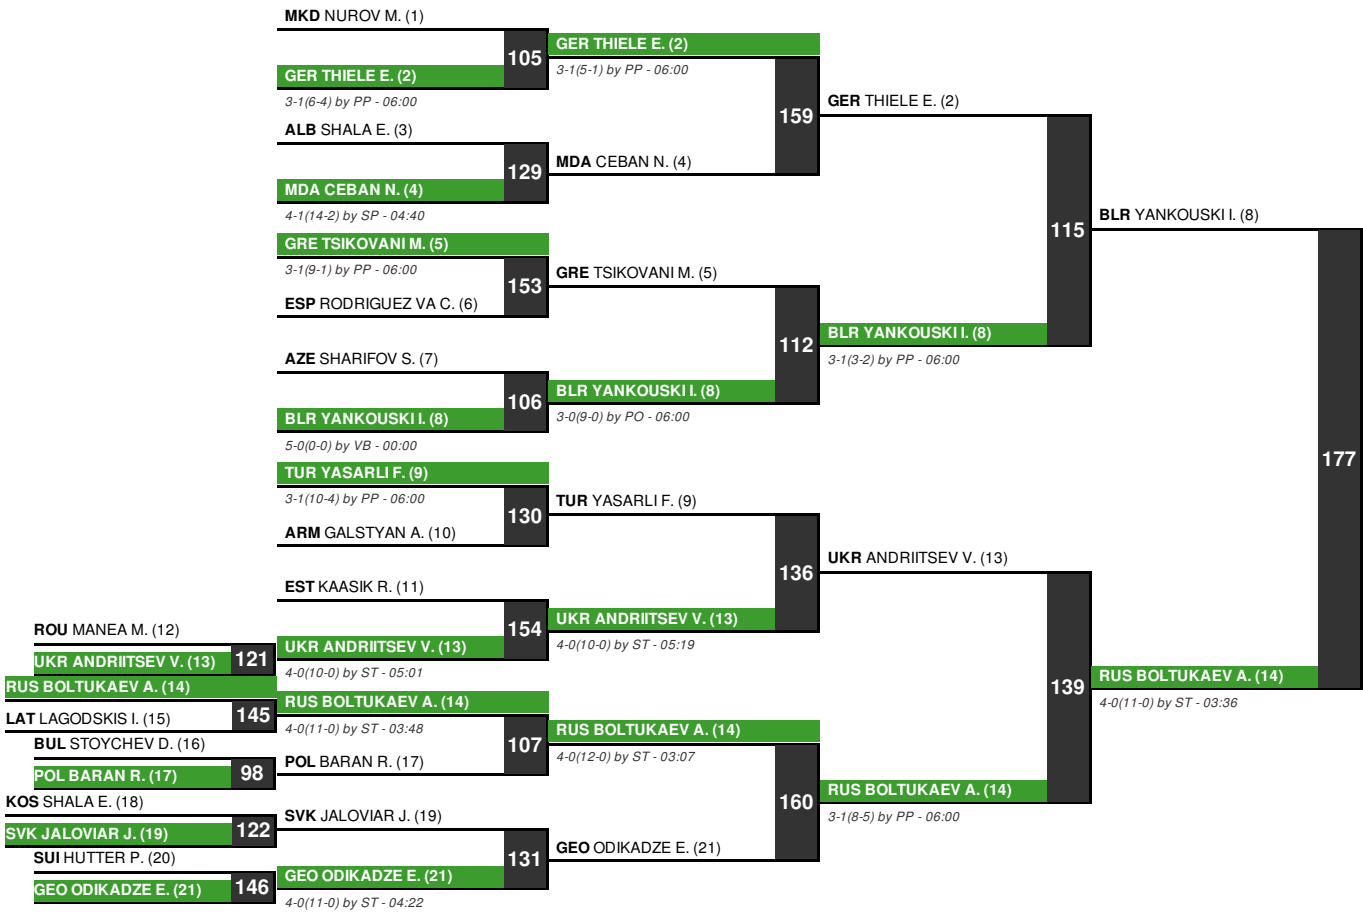 MKD NUROV M. (1)
105
GER THIELE E. (2)
3-1(6-4) by PP - 06:00
ALB SHALA E. (3)
129
MDA CEBAN N. (4)
4-1(14-2) by SP - 04:40
GRE TSIKOVANI M. (5)
3-1(9-1) by PP - 06:00
153
ESP RODRIGUEZ VA C. (6)
AZE SHARIFOV S. (7)
106
BLR YANKOUSKI I. (8)
5-0(0-0) by VB - 00:00
TUR YASARLI F. (9)
3-1(10-4) by PP - 06:00
130
ARM GALSTYAN A. (10)
EST KAASIK R. (11)
154
ROU MANEA M. (12)
UKR ANDRIITSEV V. (13)
121
UKR ANDRIITSEV V. (13)
4-0(10-0) by ST - 05:01
RUS BOLTUKAEV A. (14)
LAT LAGODSKIS I. (15)
145
RUS BOLTUKAEV A. (14)
4-0(11-0) by ST - 03:48
107
BUL STOYCHEV D. (16)
POL BARAN R. (17)
98
POL BARAN R. (17)
KOS SHALA E. (18)
SVK JALOVIAR J. (19)
122
SVK JALOVIAR J. (19)
131
SUI HUTTER P. (20)
GEO ODIKADZE E. (21)
146
GEO ODIKADZE E. (21)
4-0(11-0) by ST - 04:22
GER THIELE E. (2)
3-1(5-1) by PP - 06:00
159
MDA CEBAN N. (4)
GRE TSIKOVANI M. (5)
112
BLR YANKOUSKI I. (8)
3-0(9-0) by PO - 06:00
TUR YASARLI F. (9)
136
UKR ANDRIITSEV V. (13)
4-0(10-0) by ST - 05:19
RUS BOLTUKAEV A. (14)
4-0(12-0) by ST - 03:07
160
GEO ODIKADZE E. (21)
GER THIELE E. (2)
115
BLR YANKOUSKI I. (8)
3-1(3-2) by PP - 06:00
UKR ANDRIITSEV V. (13)
139
RUS BOLTUKAEV A. (14)
3-1(8-5) by PP - 06:00
BLR YANKOUSKI I. (8)
177
RUS BOLTUKAEV A. (14)
4-0(11-0) by ST - 03:36